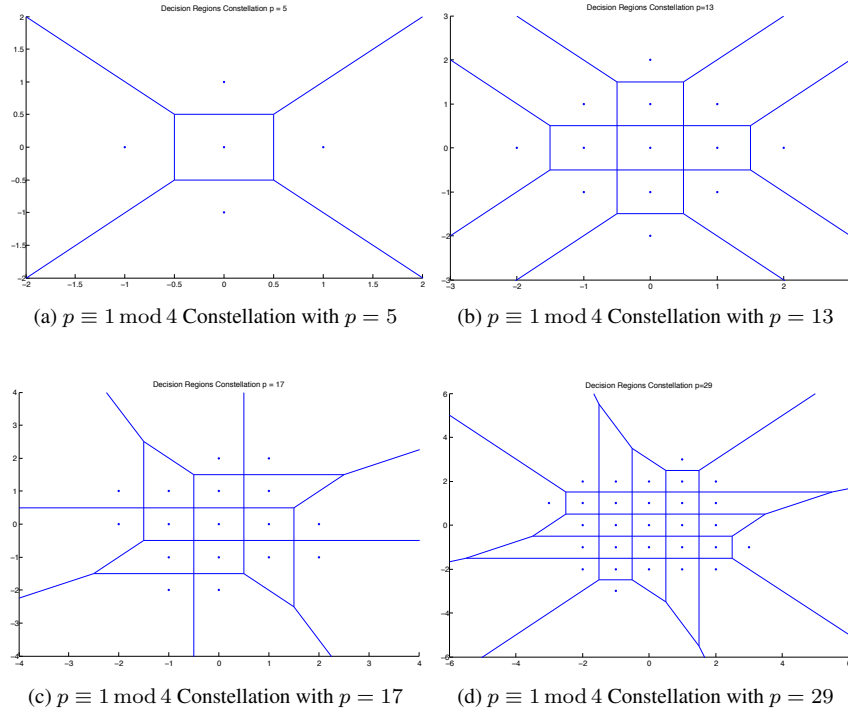 Decision Regions Constellation p = 5
2
1.5
1
0.5
0
−0.5
−1
−1.5
−2
−2 −1.5 −1 −0.5 0 0.5 1 1.5 2
(a) p ≡ 1 mod 4 Constellation with p = 5
Decision Regions Constellation p=13
3
2
1
0
−1
−2
−3
−3 −2 −1 0 1 2 3
(b) p ≡ 1 mod 4 Constellation with p = 13
Decision Regions Constellation p = 17
4
3
2
1
0
−1
−2
−3
−4
−4 −3 −2 −1 0 1 2 3 4
(c) p ≡ 1 mod 4 Constellation with p = 17
Decision Regions Constellation p=29
6
4
2
0
−2
−4
−6
−6 −4 −2 0 2 4 6
(d) p ≡ 1 mod 4 Constellation with p = 29